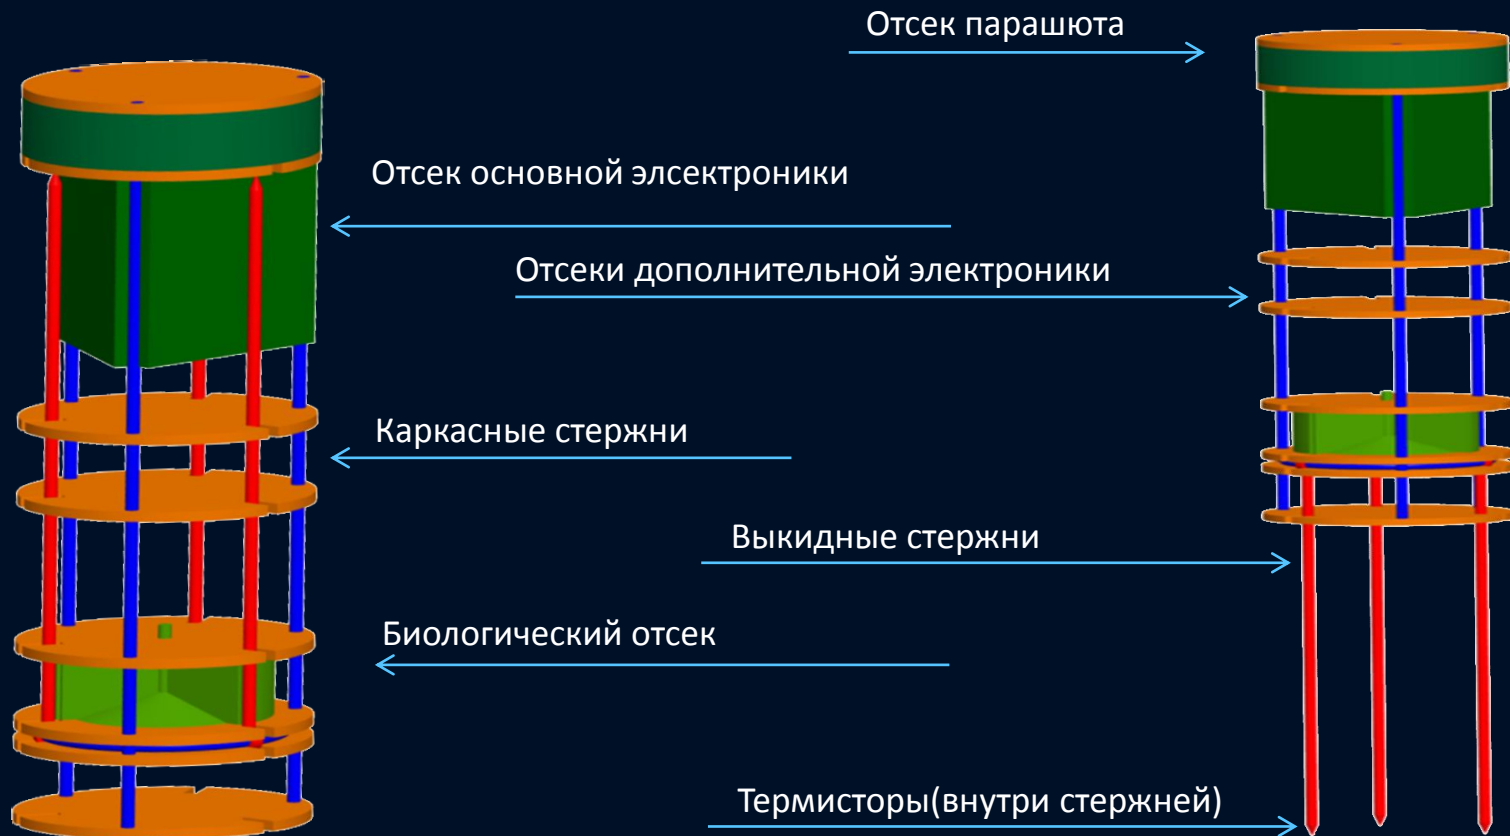 Отсек парашюта
Отсек основной элсектроники
Отсеки дополнительной электроники
Каркасные стержни
Выкидные стержни
Биологический отсек
Термисторы(внутри стержней)